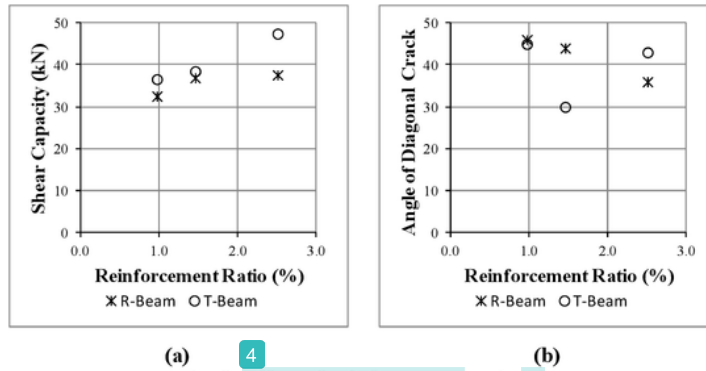 Shear Capacity (kN)
50
40
30
20
10
0
0.0 1.0 2.0 3.0
Reinforcement Ratio (%)
R-Beam T-Beam
(a)
Angle of Diagonal Crack
50
40
30
20
10
0
0.0 1.0 2.0 3.0
Reinforcement Ratio (%)
R-Beam T-Beam
(b)
4